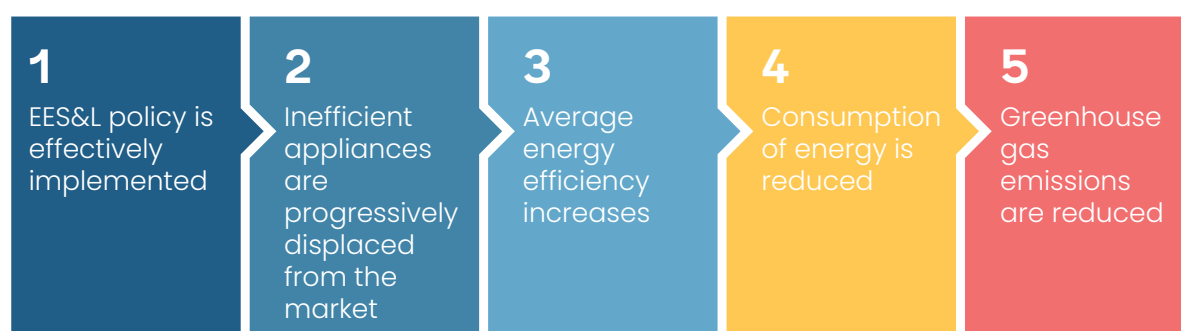 1
EES&L policy is
effectively
implemented
2
Inefficient
appliances
are
progressively
displaced
from the
market
3
Average
energy
efficiency
increases
4
Consumption
of energy is
reduced
5
Greenhouse
gas
emissions
are reduced